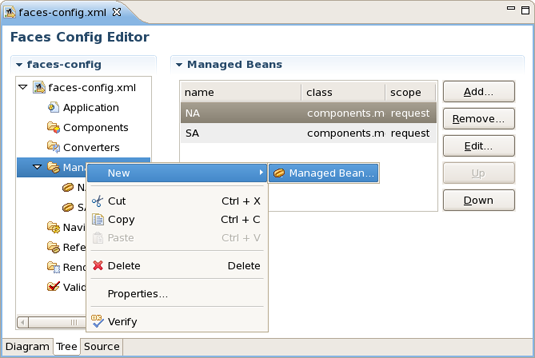 faces-config.xml
Faces Config Editor
faces-config
faces-config.xml
Application
Components
Converters
Mana
NA
SA
Navi
Refe
Rend
Valid
Managed Beans
name class scope
NA components.m request
SA components.m request
Add...
Remove...
Edit...
Up
Down
New
Managed Bean...
Cut Ctrl + X
Copy Ctrl + C
Paste Ctrl + V
Delete Delete
Properties...
Verify
Diagram Tree Source